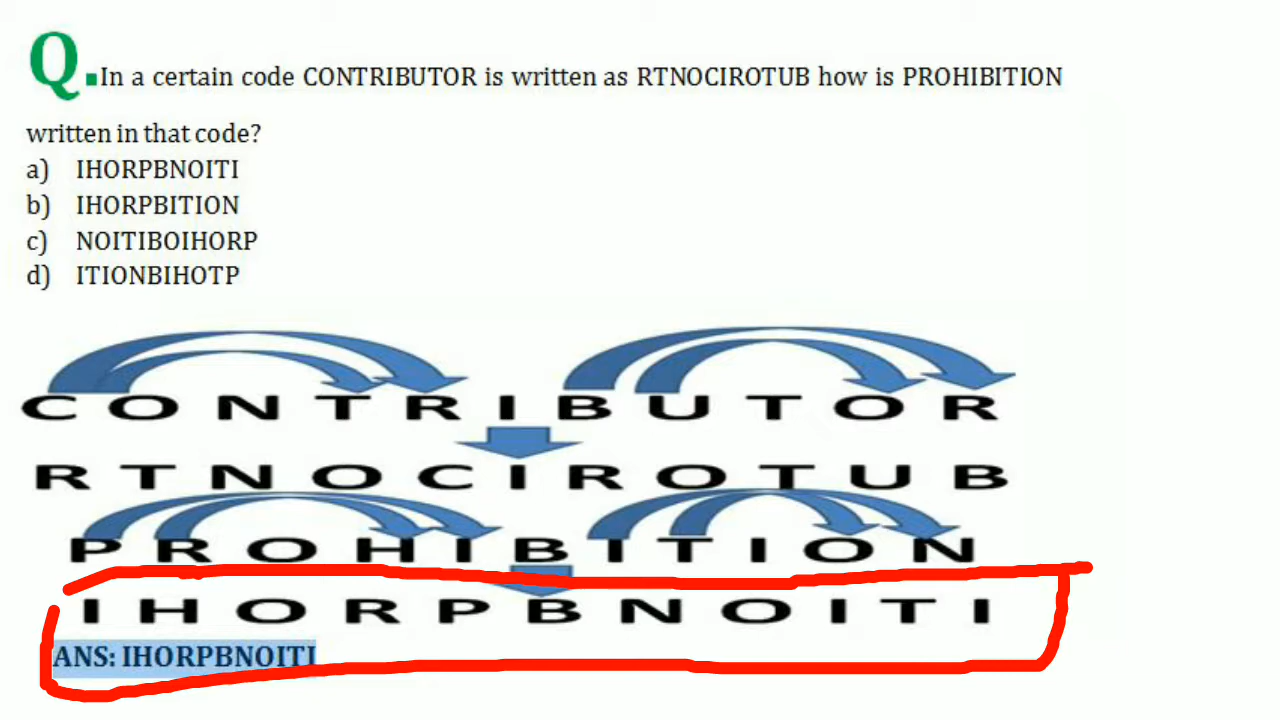 Q.In a certain code CONTRIBUTOR is written as RTNOCIROTUB how is PROHIBITION
written in that code?
a) IHORPBNOITI
b) IHORPBITION
c) NOITIBOIHORP
d) ITIONBIHOTP
C O N T R I B U T O R
R T N O C I R O T U B
P R O H I B I T I O N
I H O R P B N O I T I
ANS: IHORPBNOITI